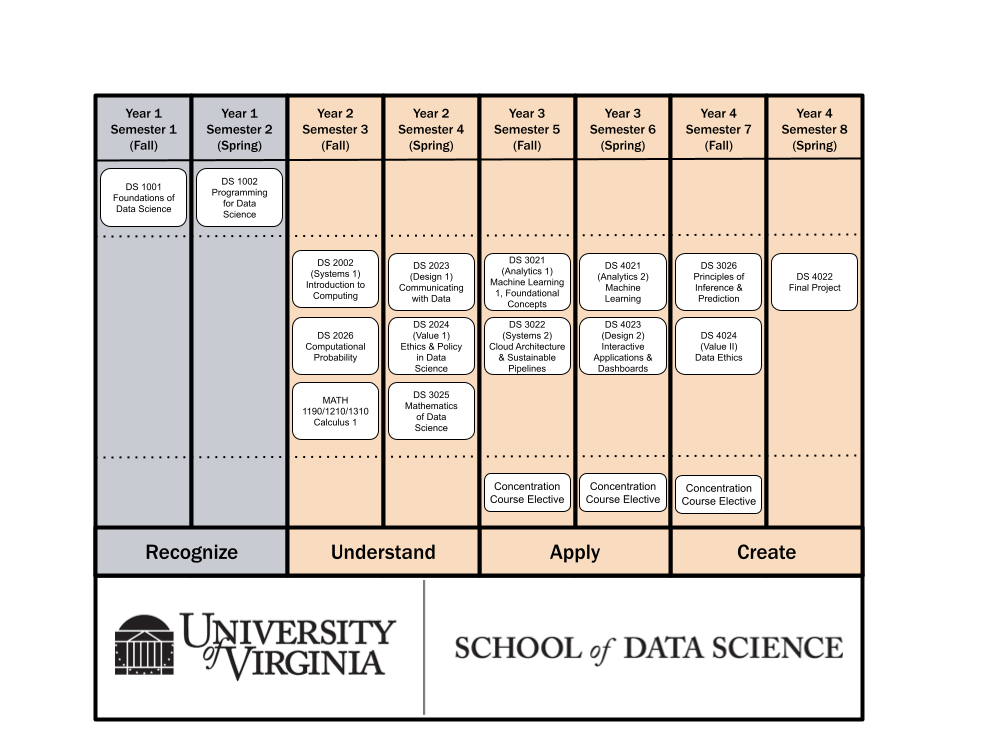 Year 1
Semester 1
(Fall)
Year 1
Semester 2
(Spring)
Year 2
Semester 3
(Fall)
Year 2
Semester 4
(Spring)
Year 3
Semester 5
(Fall)
Year 3
Semester 6
(Spring)
Year 4
Semester 7
(Fall)
Year 4
Semester 8
(Spring)
DS 1001
Foundations of
Data Science
DS 1002
Programming
for Data
Science
DS 2002
(Systems 1)
Introduction to
Computing
DS 2023
(Design 1)
Communicating
with Data
DS 3021
(Analytics 1)
Machine Learning
1, Foundational
Concepts
DS 4021
(Analytics 2)
Machine
Learning
DS 3026
Principles of
Inference &
Prediction
DS 4022
Final Project
DS 2026
Computational
Probability
DS 2024
(Value 1)
Ethics & Policy
in Data
Science
DS 3022
(Systems 2)
Cloud Architecture
& Sustainable
Pipelines
DS 4023
(Design 2)
Interactive
Applications &
Dashboards
DS 4024
(Value II)
Data Ethics
MATH
1190/1210/1310
Calculus 1
DS 3025
Mathematics
of Data
Science
Concentration
Course Elective
Concentration
Course Elective
Concentration
Course Elective
Recognize
Understand
Apply
Create
UNIVERSITY
of VIRGINIA
SCHOOL of DATA SCIENCE